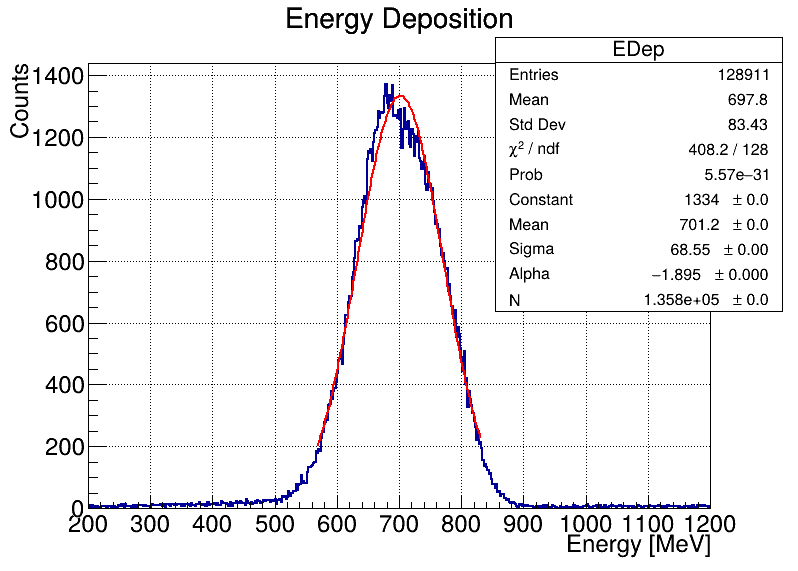 Energy Deposition
EDep
Entries 128911
Mean 697.8
Std Dev 83.43
χ² / ndf 408.2 / 128
Prob 5.57e−31
Constant 1334 ± 0.0
Mean 701.2 ± 0.0
Sigma 68.55 ± 0.00
Alpha −1.895 ± 0.000
N 1.358e+05 ± 0.0
Counts
1400
1200
1000
800
600
400
200
0
200 300 400 500 600 700 800 900 1000 1100 1200
Energy [MeV]